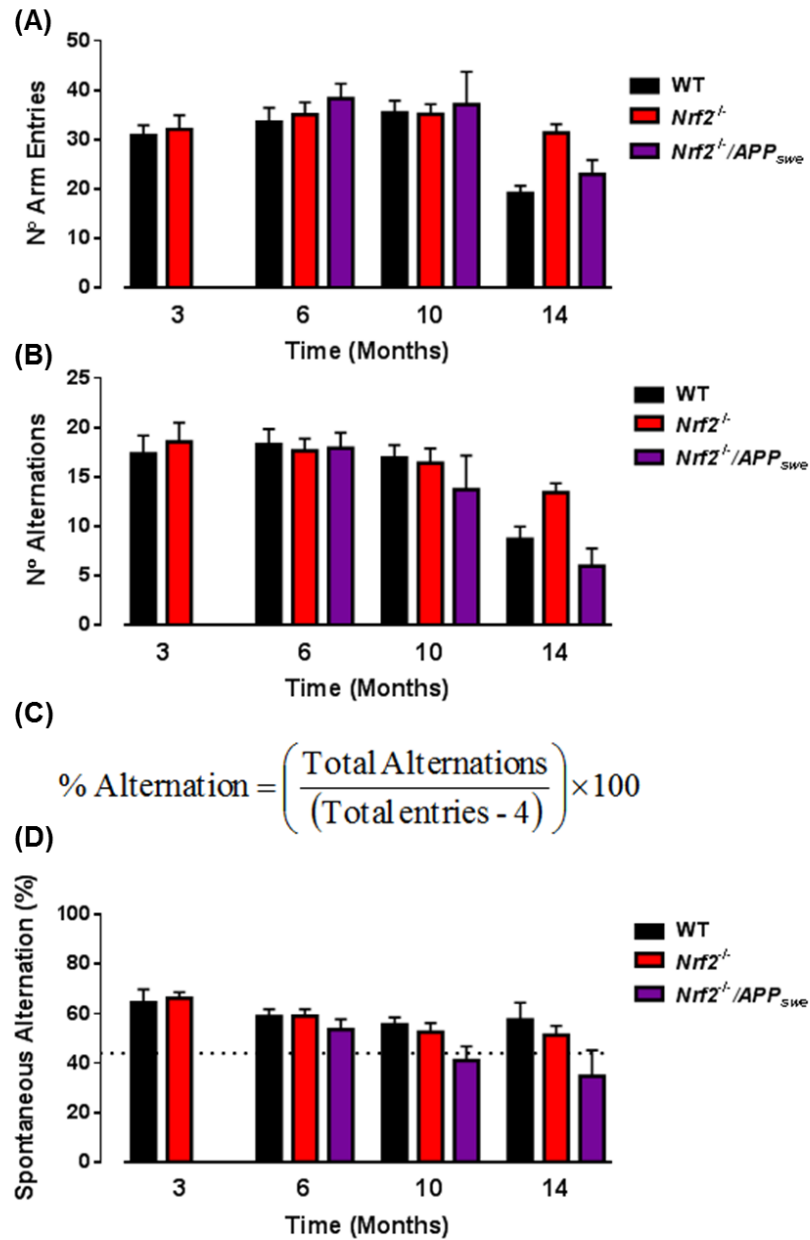 (A)
50
40
30
20
10
0
Nº Arm Entries
3 6 10 14
Time (Months)
WT
Nrf2-/-
Nrf2-/-/APPswe
(B)
25
20
15
10
5
0
Nº Alternations
3 6 10 14
Time (Months)
WT
Nrf2-/-
Nrf2-/-/APPswe
(C)
% Alternation = (Total Alternations / (Total entries - 4)) × 100
(D)
100
80
60
40
20
0
Spontaneous Alternation (%)
3 6 10 14
Time (Months)
WT
Nrf2-/-
Nrf2-/-/APPswe